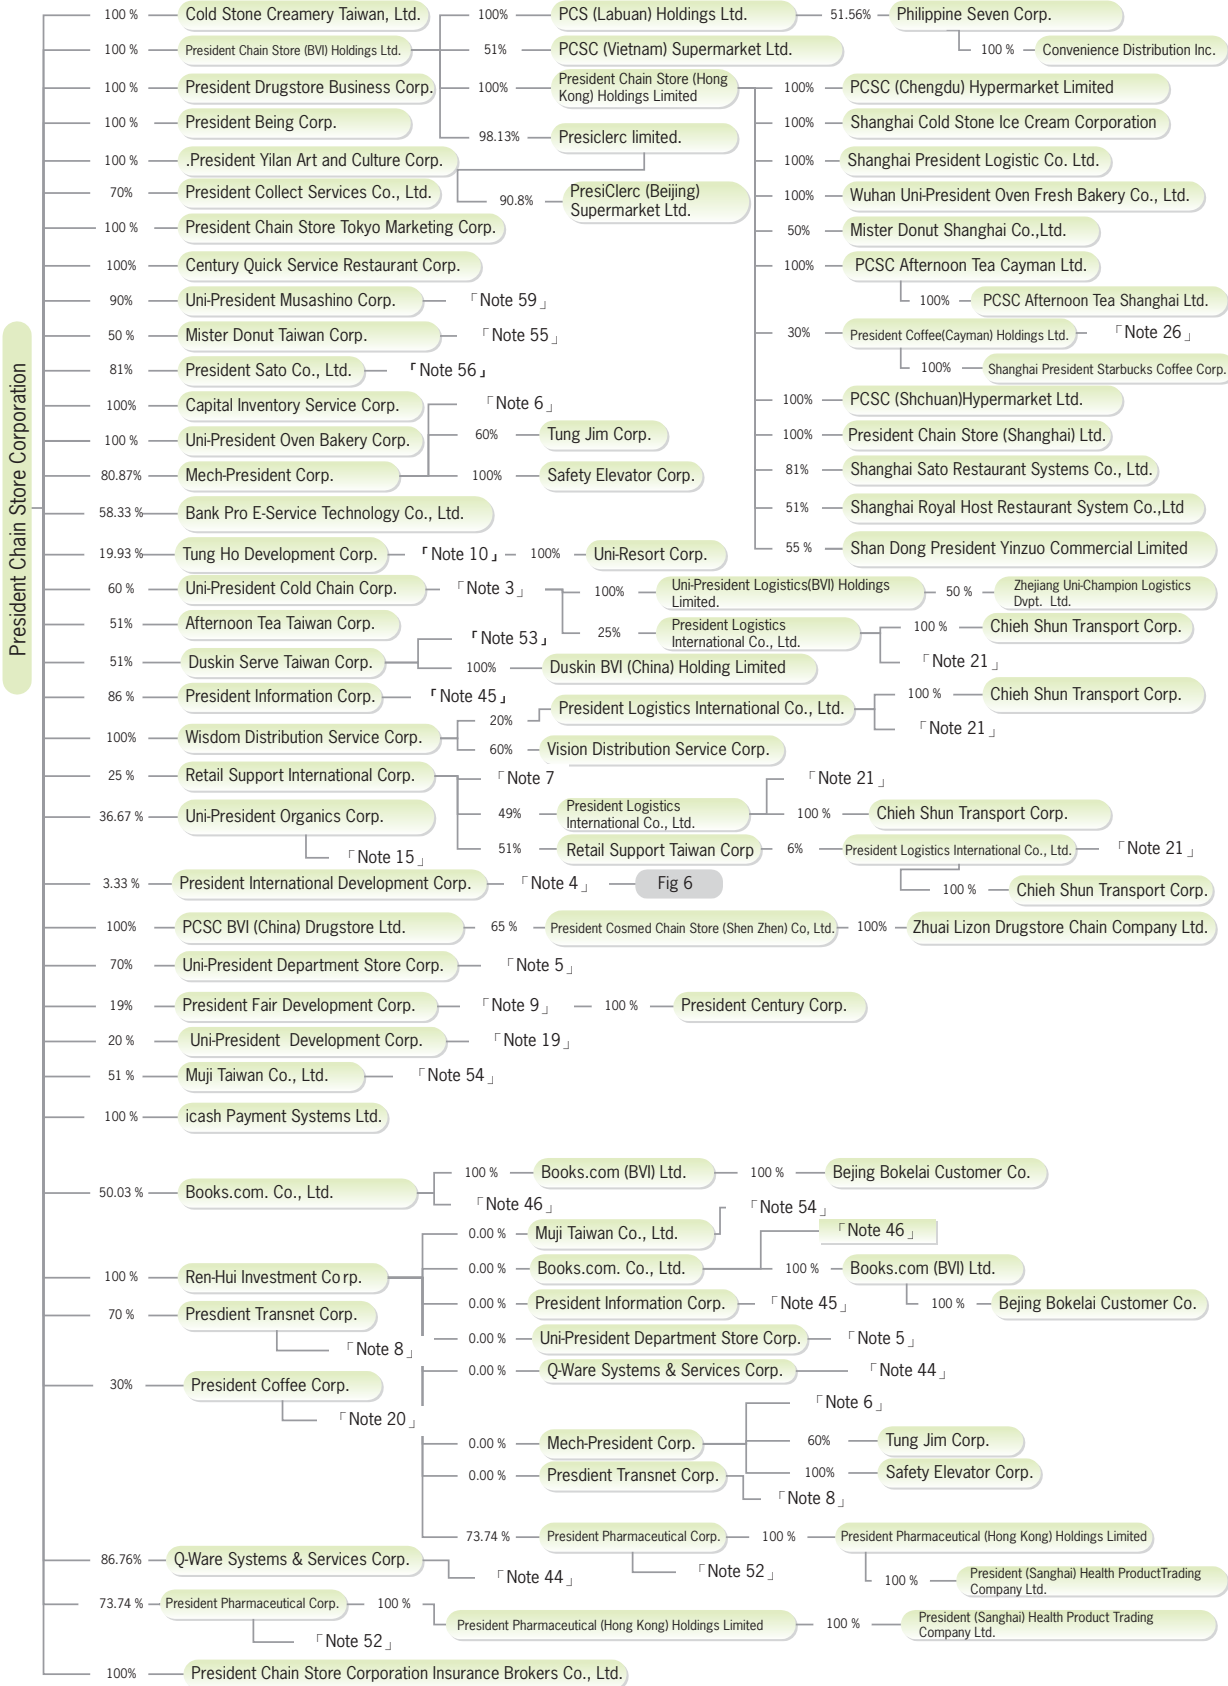 President Chain Store Corporation
100 % Cold Stone Creamery Taiwan, Ltd. 100% PCS (Labuan) Holdings Ltd. 51.56% Philippine Seven Corp.
100 % Convenience Distribution Inc.
100 % President Chain Store (BVI) Holdings Ltd. 51% PCSC (Vietnam) Supermarket Ltd.
100 % President Drugstore Business Corp. 100% President Chain Store (Hong
Kong) Holdings Limited
100% PCSC (Chengdu) Hypermarket Limited
100 % President Being Corp. 98.13% Presiclerc limited. 100% Shanghai Cold Stone Ice Cream Corporation
100 % .President Yilan Art and Culture Corp. 100% Shanghai President Logistic Co. Ltd.
70% President Collect Services Co., Ltd. 90.8% PresiClerc (Beijing)
Supermarket Ltd.
100% Wuhan Uni-President Oven Fresh Bakery Co., Ltd.
100 % President Chain Store Tokyo Marketing Corp. 50% Mister Donut Shanghai Co.,Ltd.
100% Century Quick Service Restaurant Corp. 100% PCSC Afternoon Tea Cayman Ltd.
90% Uni-President Musashino Corp. 「Note 59」 100% PCSC Afternoon Tea Shanghai Ltd.
50 % Mister Donut Taiwan Corp. 「Note 55」 30% President Coffee(Cayman) Holdings Ltd. 「Note 26」
81% President Sato Co., Ltd. 「Note 56」 100% Shanghai President Starbucks Coffee Corp.
100% Capital Inventory Service Corp. 「Note 6」 100% PCSC (Shchuan)Hypermarket Ltd.
100 % Uni-President Oven Bakery Corp. 60% Tung Jim Corp. 100% President Chain Store (Shanghai) Ltd.
80.87% Mech-President Corp. 100% Safety Elevator Corp. 81% Shanghai Sato Restaurant Systems Co., Ltd.
58.33 % Bank Pro E-Service Technology Co., Ltd. 51% Shanghai Royal Host Restaurant System Co.,Ltd
19.93 % Tung Ho Development Corp. 「Note 10」 100% Uni-Resort Corp. 55 % Shan Dong President Yinzuo Commercial Limited
60 % Uni-President Cold Chain Corp. 「Note 3」 100% Uni-President Logistics(BVI) Holdings
Limited.
50 % Zhejiang Uni-Champion Logistics
Dvpt. Ltd.
51% Afternoon Tea Taiwan Corp. 25% President Logistics
International Co., Ltd.
100 % Chieh Shun Transport Corp.
「Note 21」
51% Duskin Serve Taiwan Corp. 「Note 53」
100% Duskin BVI (China) Holding Limited
86 % President Information Corp. 「Note 45」
100% Wisdom Distribution Service Corp. 20% President Logistics International Co., Ltd. 100 % Chieh Shun Transport Corp.
「Note 21」
60% Vision Distribution Service Corp.
25 % Retail Support International Corp. 「Note 7 「Note 21」
36.67 % Uni-President Organics Corp. 49% President Logistics
International Co., Ltd.
100 % Chieh Shun Transport Corp.
「Note 15」 51% Retail Support Taiwan Corp 6% President Logistics International Co., Ltd. 「Note 21」
3.33 % President International Development Corp. 「Note 4」 Fig 6 100 % Chieh Shun Transport Corp.
100% PCSC BVI (China) Drugstore Ltd. 65 % President Cosmed Chain Store (Shen Zhen) Co, Ltd. 100% Zhuai Lizon Drugstore Chain Company Ltd.
70% Uni-President Department Store Corp. 「Note 5」
19% President Fair Development Corp. 「Note 9」 100 % President Century Corp.
20 % Uni-President Development Corp. 「Note 19」
51 % Muji Taiwan Co., Ltd. 「Note 54」
100 % icash Payment Systems Ltd.
50.03 % Books.com. Co., Ltd. 100 % Books.com (BVI) Ltd. 100 % Bejing Bokelai Customer Co.
「Note 46」
0.00 % Muji Taiwan Co., Ltd. 「Note 54」
「Note 46」
100 % Ren-Hui Investment Corp. 0.00 % Books.com. Co., Ltd. 100 % Books.com (BVI) Ltd.
0.00 % President Information Corp. 「Note 45」 100 % Bejing Bokelai Customer Co.
70 % Presdient Transnet Corp.
「Note 8」 0.00 % Uni-President Department Store Corp. 「Note 5」
0.00 % Q-Ware Systems & Services Corp. 「Note 44」
30% President Coffee Corp.
「Note 20」
「Note 6」
0.00 % Mech-President Corp. 60% Tung Jim Corp.
0.00 % Presdient Transnet Corp. 100% Safety Elevator Corp.
「Note 8」
73.74 % President Pharmaceutical Corp. 100 % President Pharmaceutical (Hong Kong) Holdings Limited
86.76% Q-Ware Systems & Services Corp. 「Note 44」 「Note 52」 100 % President (Sanghai) Health ProductTrading
Company Ltd.
73.74 % President Pharmaceutical Corp. 100 % President Pharmaceutical (Hong Kong) Holdings Limited 100 % President (Sanghai) Health Product Trading
Company Ltd.
「Note 52」
100% President Chain Store Corporation Insurance Brokers Co., Ltd.